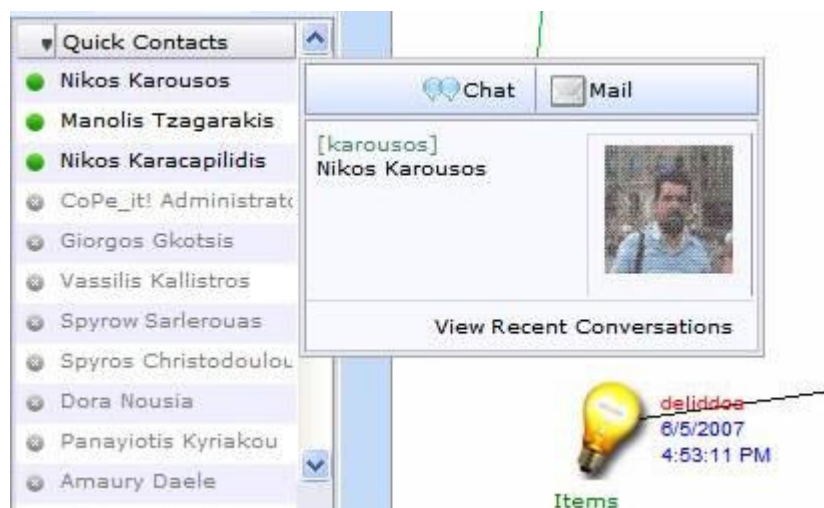 Quick Contacts
Nikos Karousos
Manolis Tzagarakis
Nikos Karacapilidis
CoPe_it! Administratc
Giorgos Gkotsis
Vassilis Kallistros
Spyrow Sarlerouas
Spyros Christodoulou
Dora Nousia
Panayiotis Kyriakou
Amaury Daele
Chat
Mail
[karousos]
Nikos Karousos
View Recent Conversations
deliddoa
6/5/2007
4:53:11 PM
Items